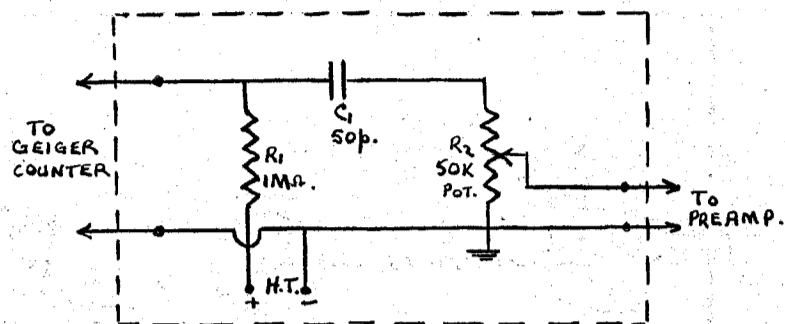 TO
GEIGER
COUNTER
R1
1MΩ.
C1
50p.
R2
50K
POT.
TO
PREAMP.
+ H.T. -